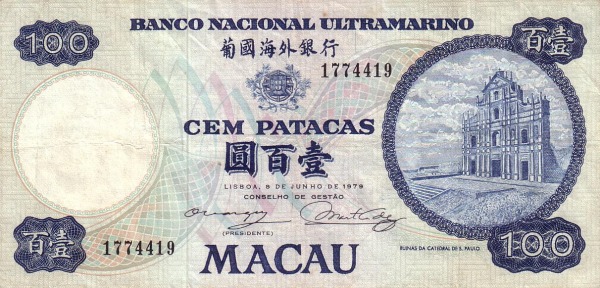 100
BANCO NACIONAL ULTRAMARINO
百壹
葡國海外銀行
1774419
CEM PATACAS
圓百壹
LISBOA, 8 DE JUNHO DE 1979
CONSELHO DE GESTÃO
(PRESIDENTE)
百壹
1774419
MACAU
RUINAS DA CATEDRAL DE S. PAULO
100